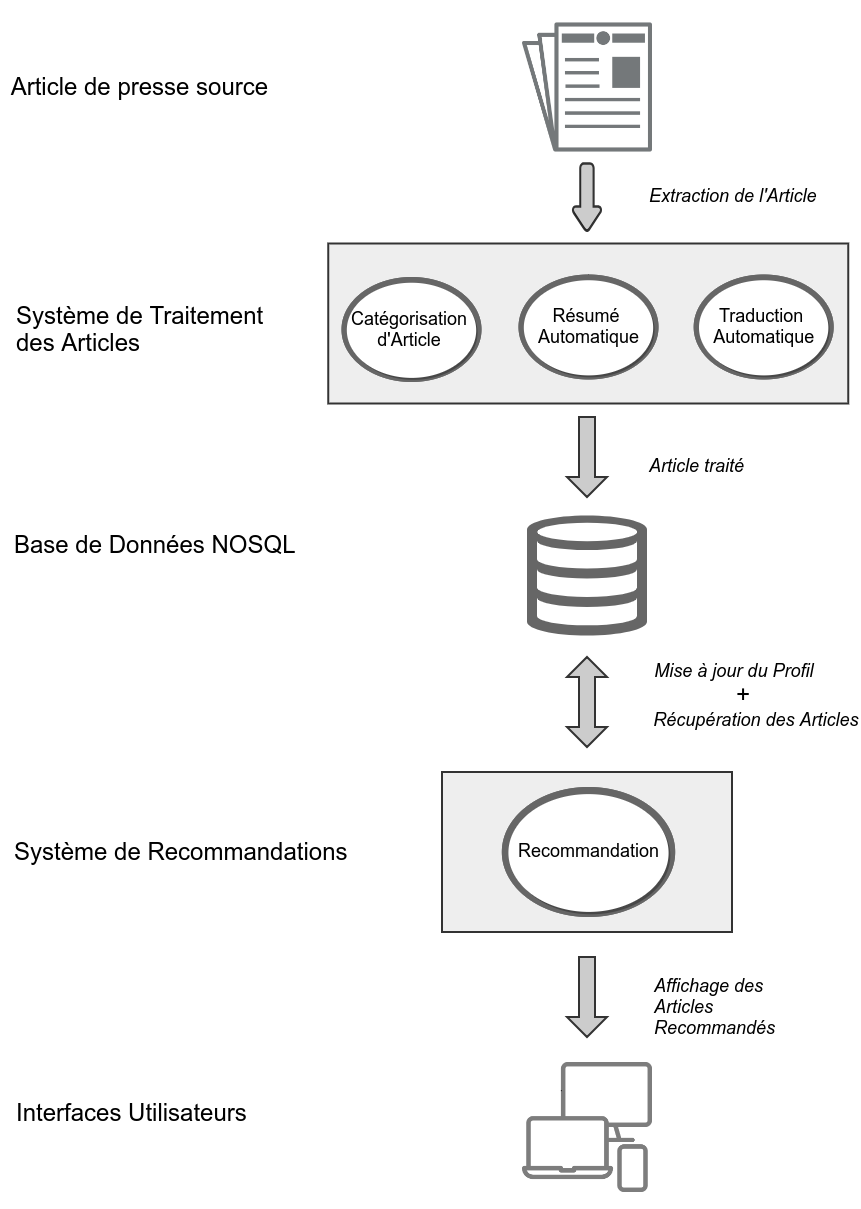 Article de presse source
Extraction de l'Article
Système de Traitement
des Articles
Catégorisation
d'Article
Résumé
Automatique
Traduction
Automatique
Article traité
Base de Données NOSQL
Mise à jour du Profil
+
Récupération des Articles
Système de Recommandations
Recommandation
Affichage des
Articles
Recommandés
Interfaces Utilisateurs